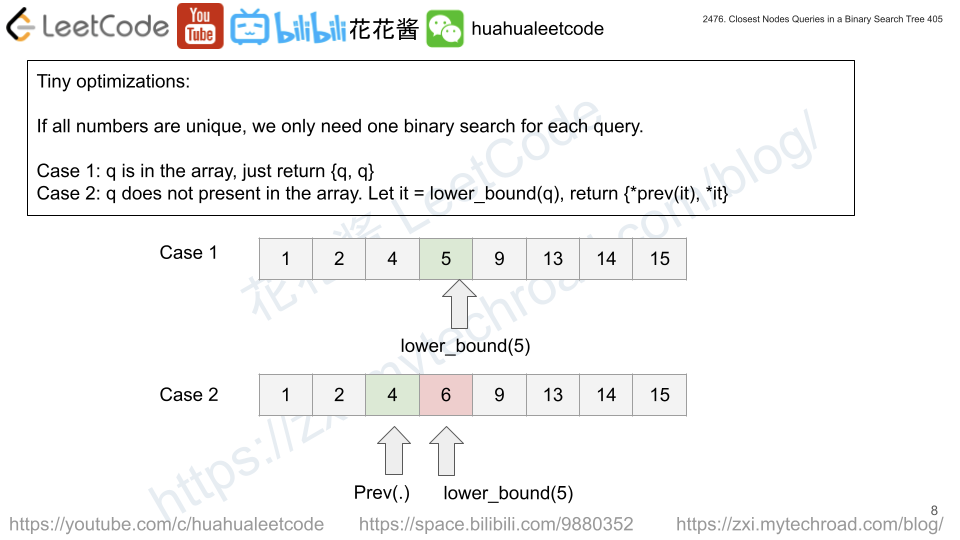 LeetCode
You
Tube
bilibili 花花酱
huahualeetcode
2476. Closest Nodes Queries in a Binary Search Tree 405
Tiny optimizations:
If all numbers are unique, we only need one binary search for each query.
Case 1: q is in the array, just return {q, q}
Case 2: q does not present in the array. Let it = lower_bound(q), return {*prev(it), *it}
花花酱 LeetCode
https://zxi.mytechroad.com/blog/
Case 1
1 2 4 5 9 13 14 15
lower_bound(5)
Case 2
1 2 4 6 9 13 14 15
Prev(.)
lower_bound(5)
8
https://youtube.com/c/huahualeetcode
https://space.bilibili.com/9880352
https://zxi.mytechroad.com/blog/